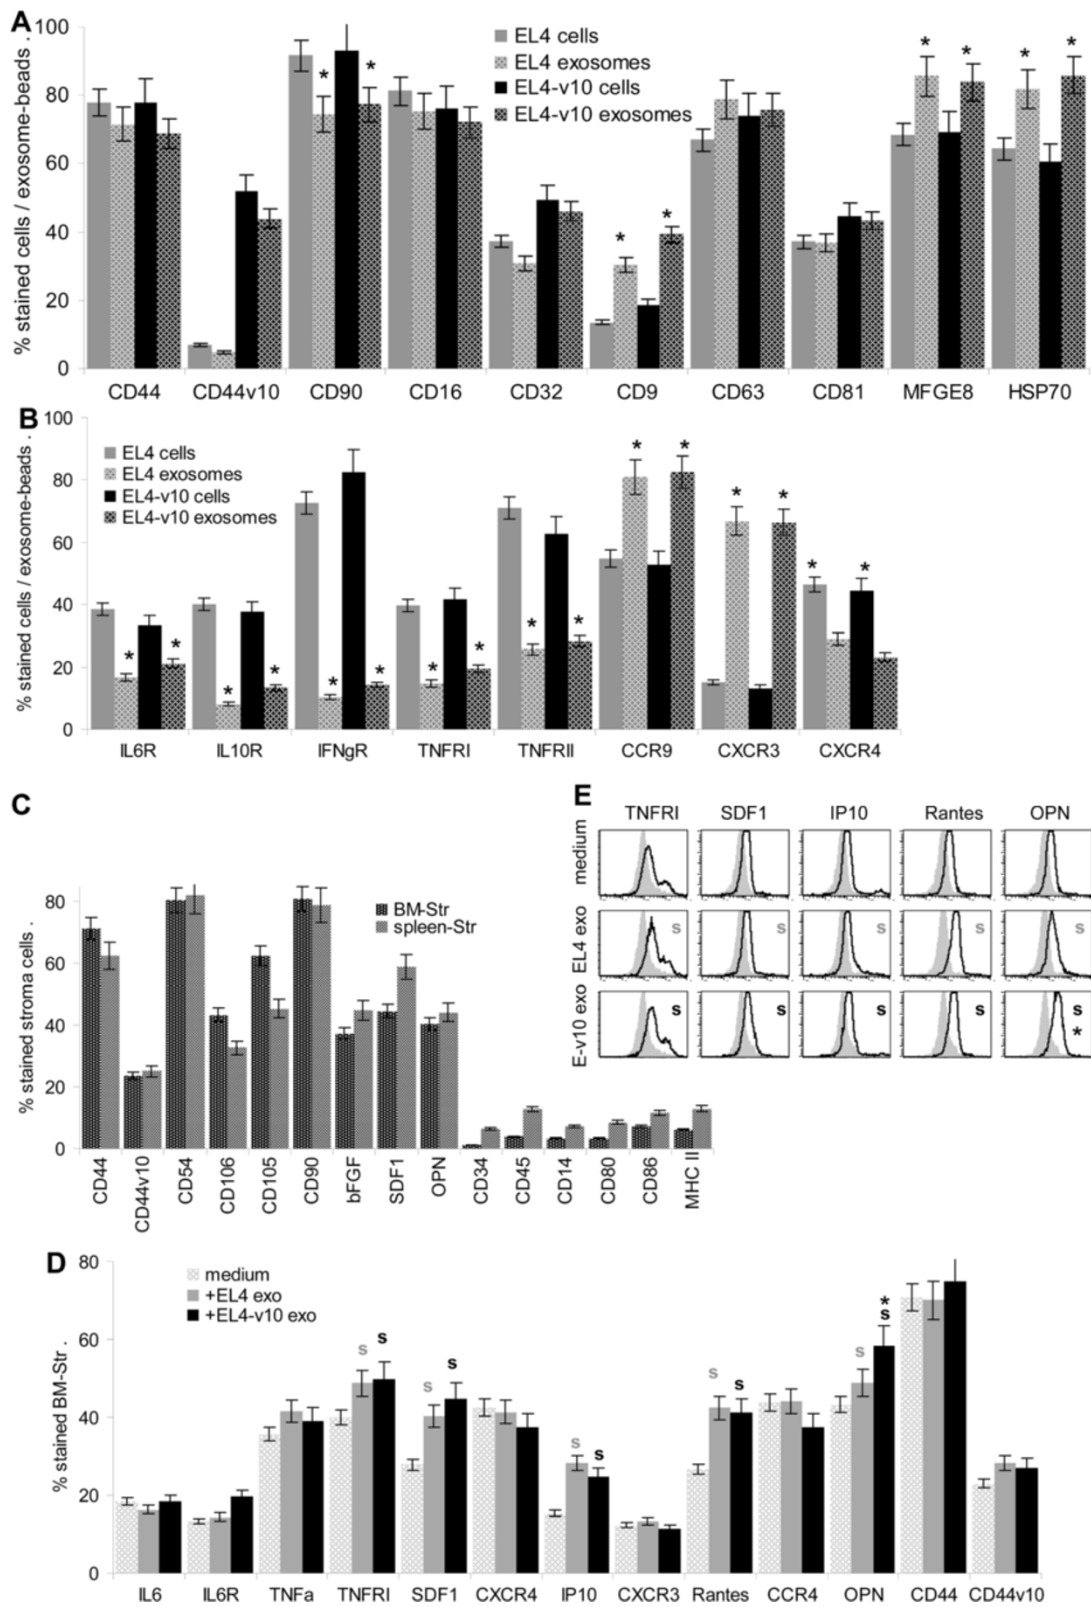 A
% stained cells / exosome-beads .
100
80
60
40
20
0
EL4 cells
EL4 exosomes
EL4-v10 cells
EL4-v10 exosomes
* * * * * * * *
CD44 CD44v10 CD90 CD16 CD32 CD9 CD63 CD81 MFGE8 HSP70
B
% stained cells / exosome-beads .
100
80
60
40
20
0
EL4 cells
EL4 exosomes
EL4-v10 cells
EL4-v10 exosomes
* * * * * * * * * * * * * * * *
IL6R IL10R IFNgR TNFRI TNFRII CCR9 CXCR3 CXCR4
C
% stained stroma cells .
80
60
40
20
0
BM-Str
spleen-Str
CD44 CD44v10 CD54 CD106 CD105 CD90 bFGF SDF1 OPN CD34 CD45 CD14 CD80 CD86 MHC II
E
TNFRI SDF1 IP10 Rantes OPN
medium
EL4 exo
s s s s s
E-v10 exo
s s s s s
*
D
% stained BM-Str .
80
60
40
20
0
medium
+EL4 exo
+EL4-v10 exo
s s s s s s s s s * s
IL6 IL6R TNFa TNFRI SDF1 CXCR4 IP10 CXCR3 Rantes CCR4 OPN CD44 CD44v10